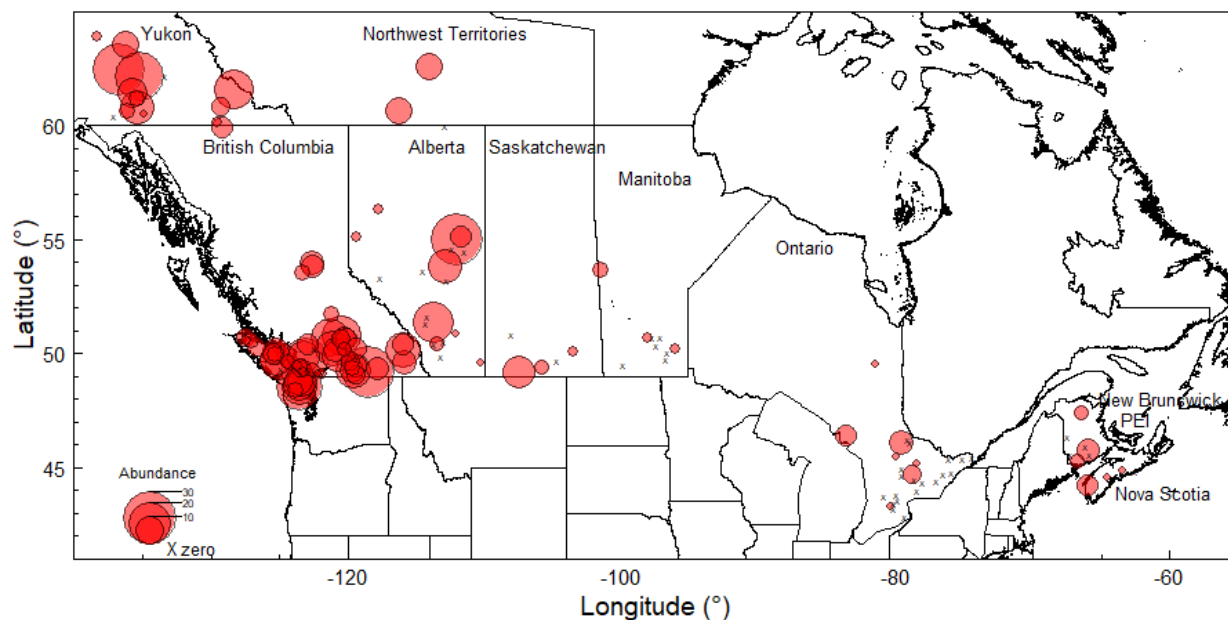 Yukon
Northwest Territories
60
British Columbia
Alberta
Saskatchewan
Manitoba
Ontario
55
Latitude (°)
50
New Brunswick
PEI
45
Abundance
30
20
10
X zero
Nova Scotia
-120
-100
-80
-60
Longitude (°)